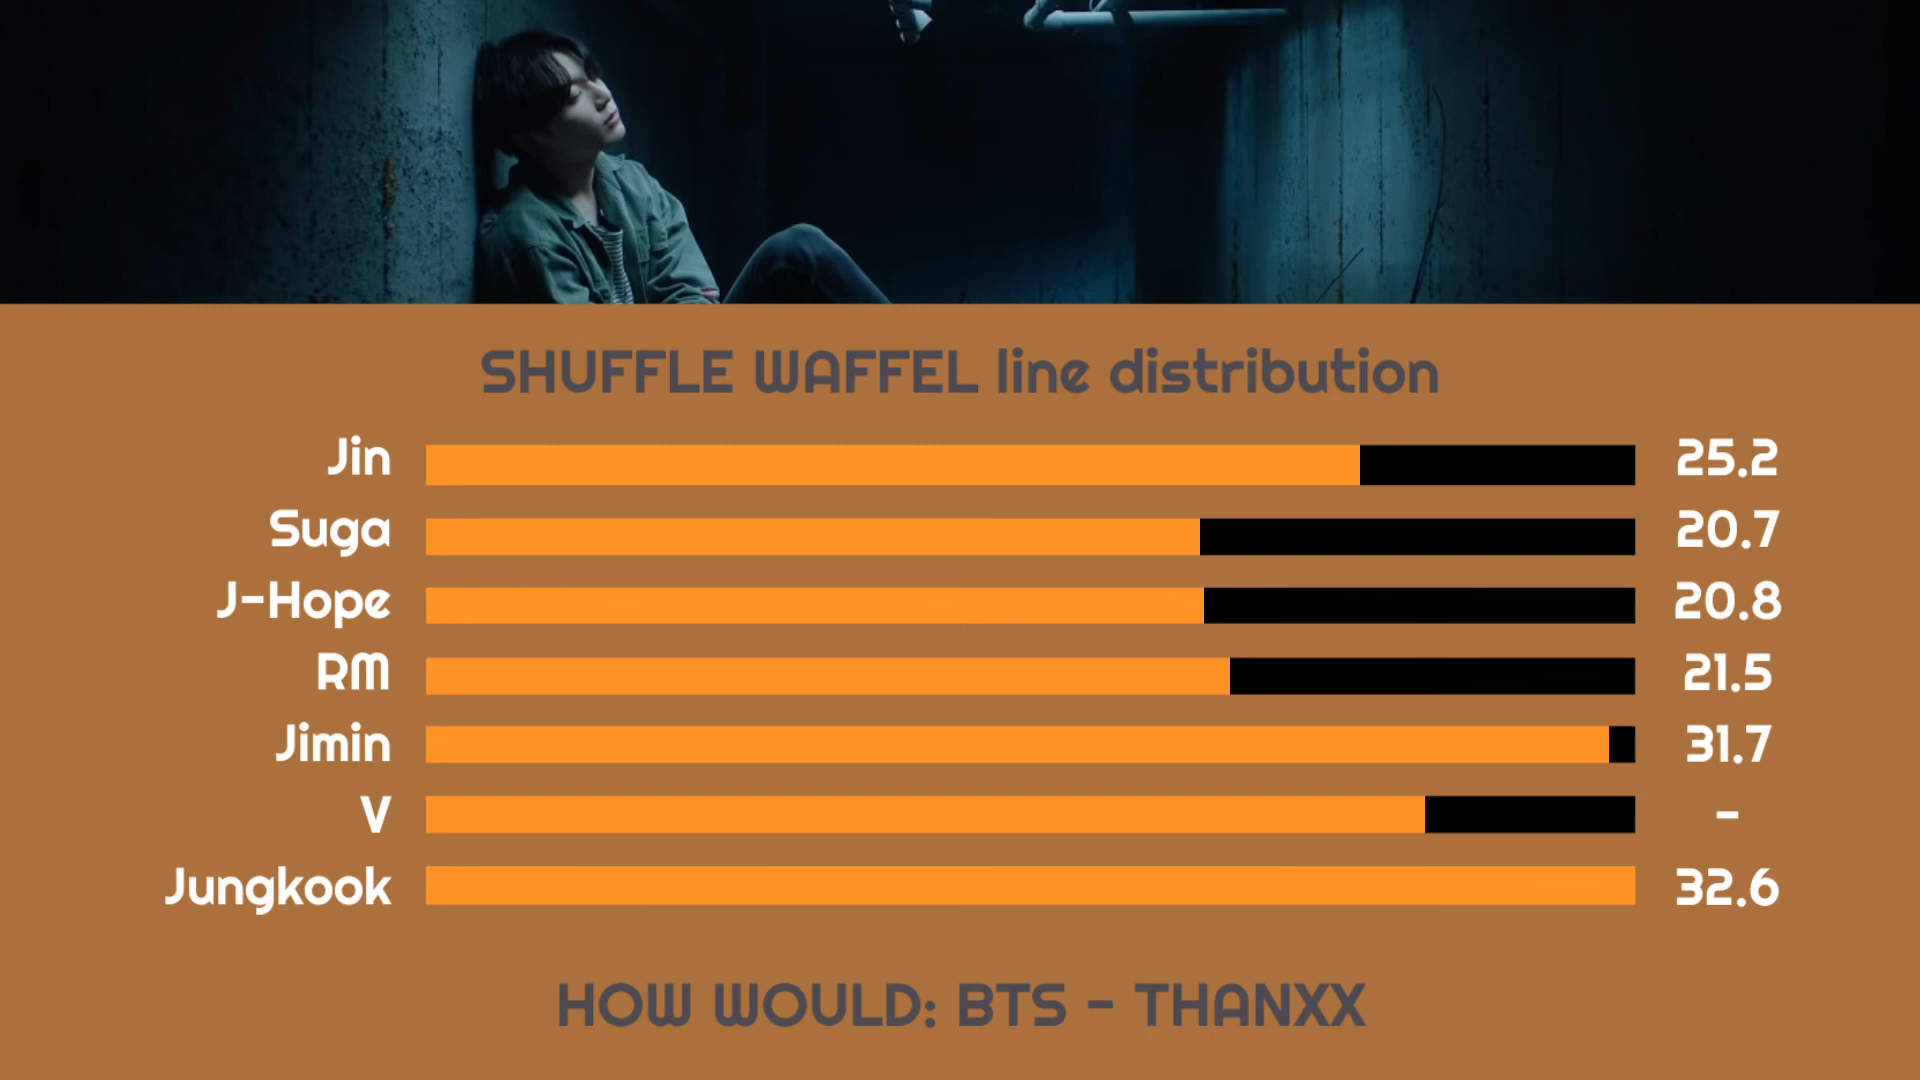 SHUFFLE WAFFEL line distribution
Jin 25.2
Suga 20.7
J-Hope 20.8
RM 21.5
Jimin 31.7
V -
Jungkook 32.6
HOW WOULD: BTS - THANXX